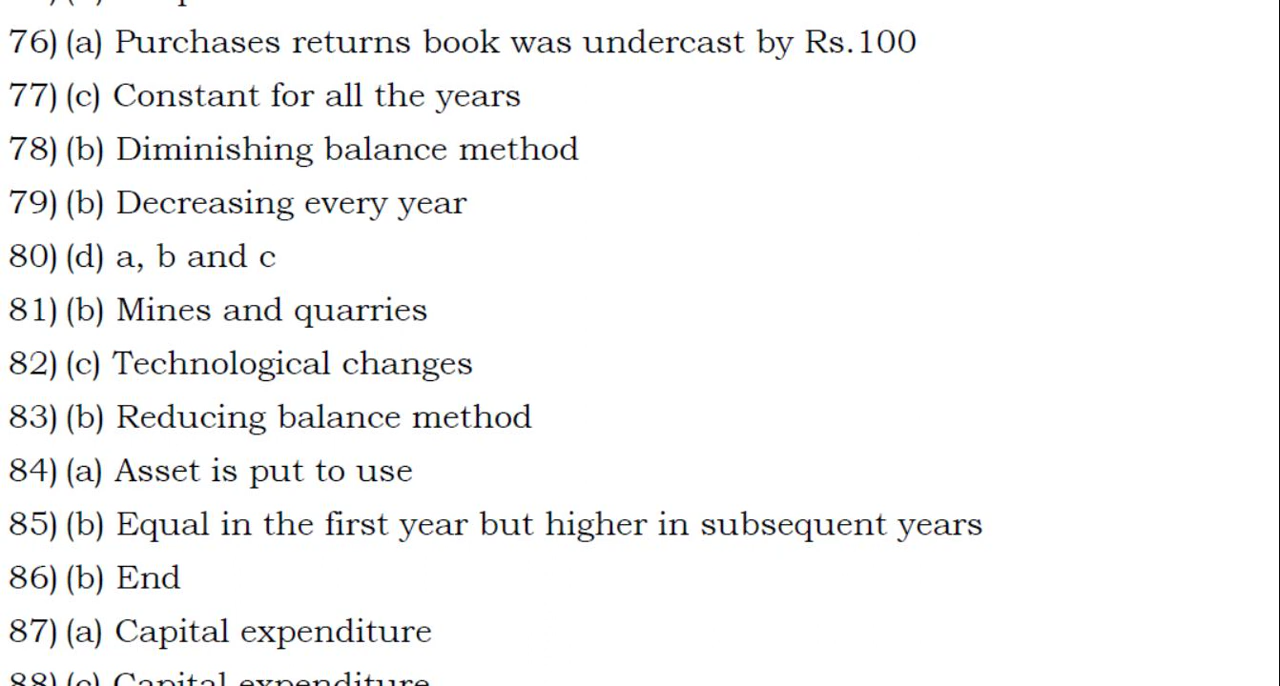 76) (a) Purchases returns book was undercast by Rs.100
77) (c) Constant for all the years
78) (b) Diminishing balance method
79) (b) Decreasing every year
80) (d) a, b and c
81) (b) Mines and quarries
82) (c) Technological changes
83) (b) Reducing balance method
84) (a) Asset is put to use
85) (b) Equal in the first year but higher in subsequent years
86) (b) End
87) (a) Capital expenditure
88) (c) Capital expenditure